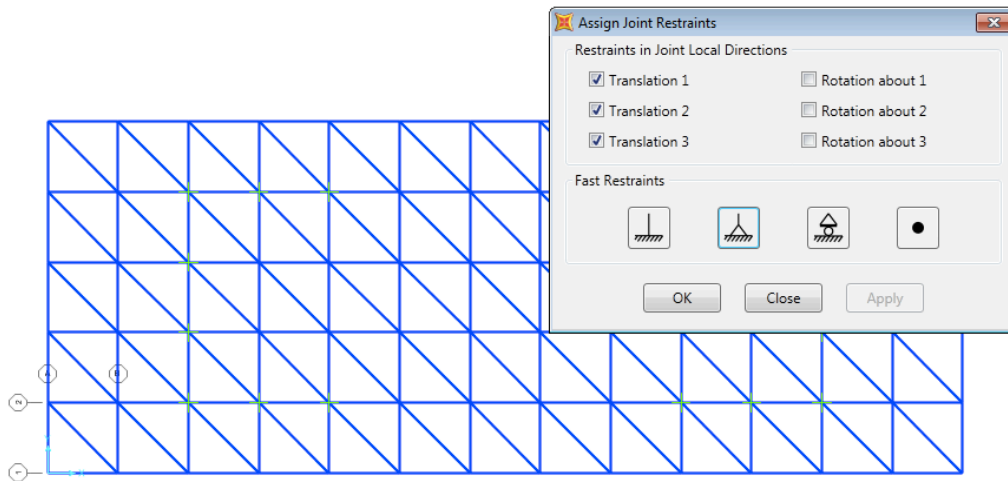 Assign Joint Restraints
Restraints in Joint Local Directions
Translation 1
Rotation about 1
Translation 2
Rotation about 2
Translation 3
Rotation about 3
Fast Restraints
OK
Close
Apply
A
B
2
1